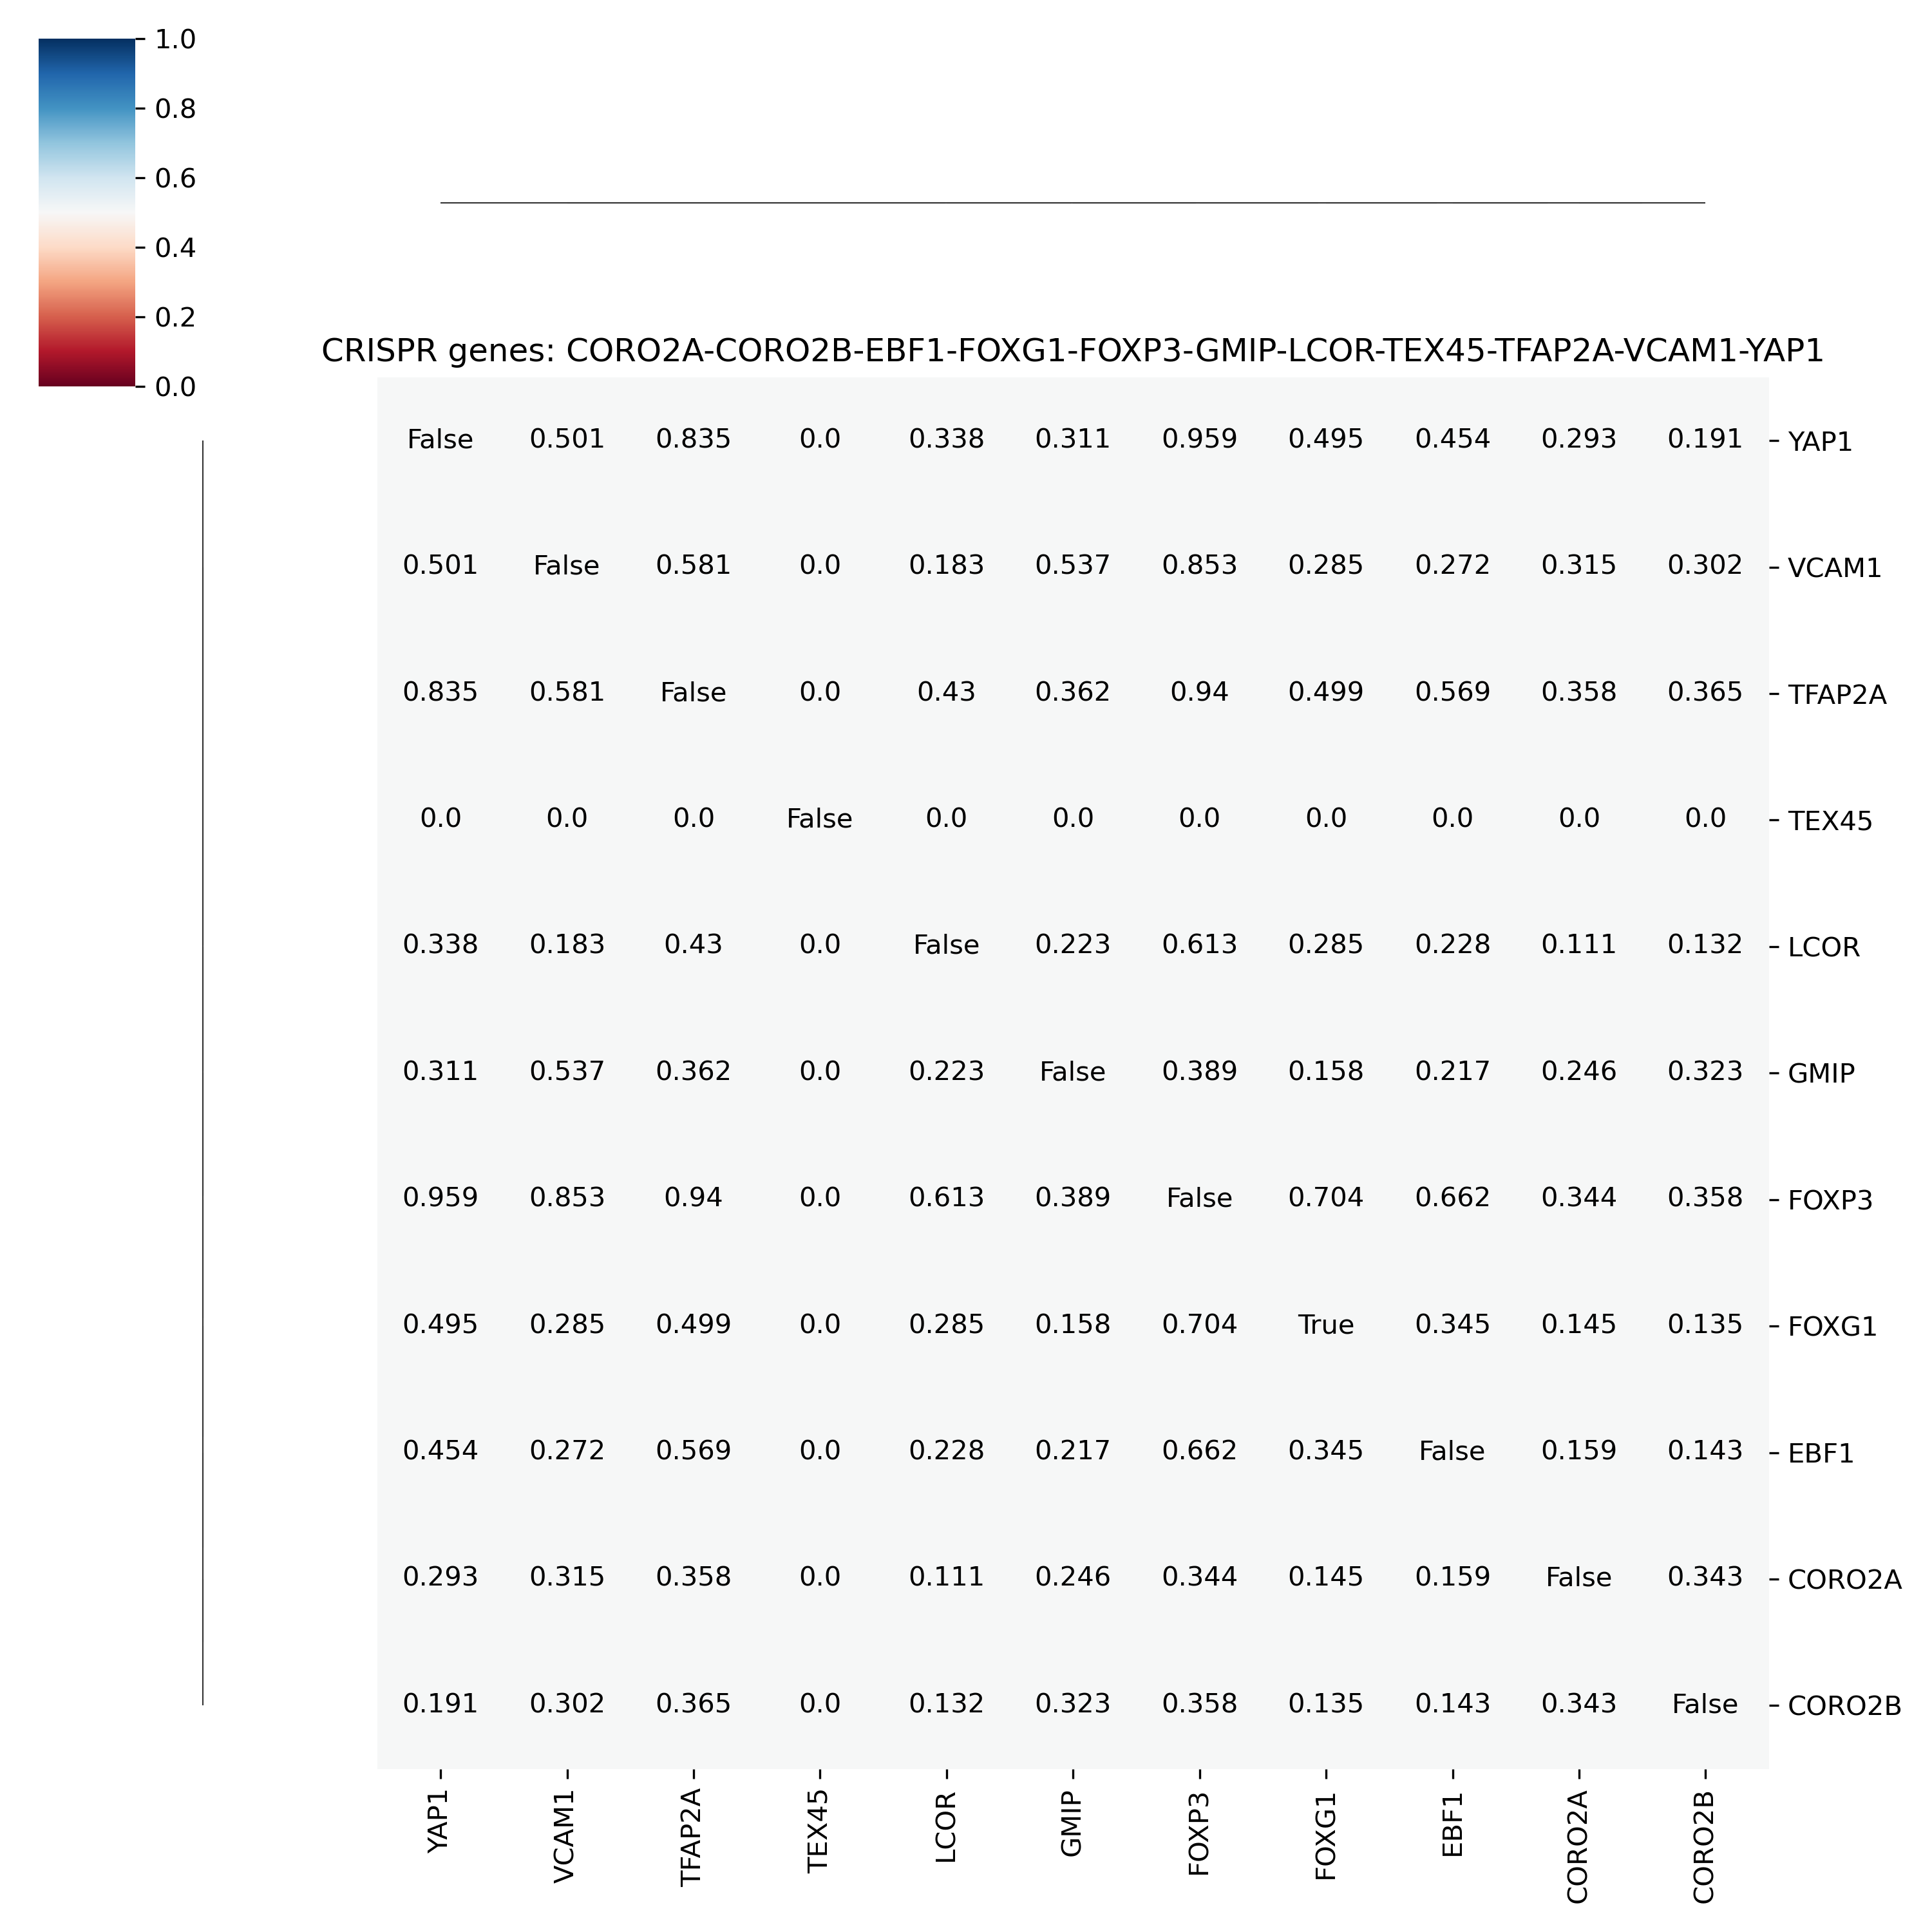 1.0
0.8
0.6
0.4
0.2
0.0
CRISPR genes: CORO2A-CORO2B-EBF1-FOXG1-FOXP3-GMIP-LCOR-TEX45-TFAP2A-VCAM1-YAP1
False 0.501 0.835 0.0 0.338 0.311 0.959 0.495 0.454 0.293 0.191 YAP1
0.501 False 0.581 0.0 0.183 0.537 0.853 0.285 0.272 0.315 0.302 VCAM1
0.835 0.581 False 0.0 0.43 0.362 0.94 0.499 0.569 0.358 0.365 TFAP2A
0.0 0.0 0.0 False 0.0 0.0 0.0 0.0 0.0 0.0 0.0 TEX45
0.338 0.183 0.43 0.0 False 0.223 0.613 0.285 0.228 0.111 0.132 LCOR
0.311 0.537 0.362 0.0 0.223 False 0.389 0.158 0.217 0.246 0.323 GMIP
0.959 0.853 0.94 0.0 0.613 0.389 False 0.704 0.662 0.344 0.358 FOXP3
0.495 0.285 0.499 0.0 0.285 0.158 0.704 True 0.345 0.145 0.135 FOXG1
0.454 0.272 0.569 0.0 0.228 0.217 0.662 0.345 False 0.159 0.143 EBF1
0.293 0.315 0.358 0.0 0.111 0.246 0.344 0.145 0.159 False 0.343 CORO2A
0.191 0.302 0.365 0.0 0.132 0.323 0.358 0.135 0.143 0.343 False CORO2B
YAP1 VCAM1 TFAP2A TEX45 LCOR GMIP FOXP3 FOXG1 EBF1 CORO2A CORO2B